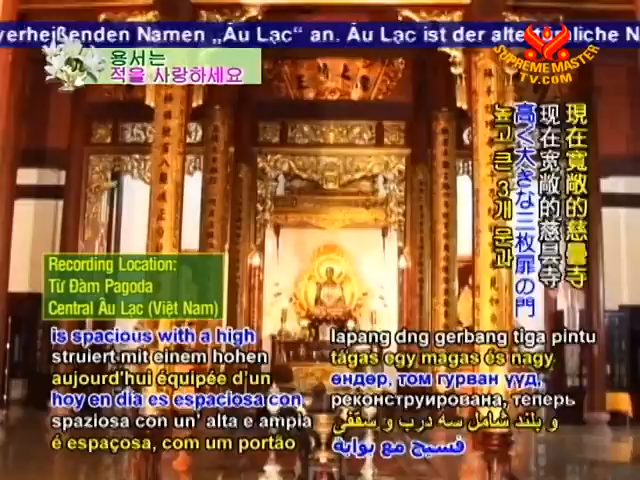 verheißenden Namen „Âu Lạc“ an. Âu Lạc ist der altertümliche N
용서는
적을 사랑하세요
SUPREME MASTER
TV.COM
現在寬敞的慈曇寺
现在宽敞的慈昙寺
高く大きな三枚扉の門
높고 큰 3개 문과
Recording Location:
Từ Đàm Pagoda
Central Âu Lạc (Việt Nam)
is spacious with a high
struiert mit einem hohen
aujourd'hui équipée d'un
hoy en día es espaciosa con
spaziosa con un' alta e ampia
é espaçosa, com um portão
lapang dng gerbang tiga pintu
tágas egy magas és nagy
өндөр, том гурван үүд,
реконструирована, теперь
و بلند شامل سه درب و سقفی
فسيح مع بوابة